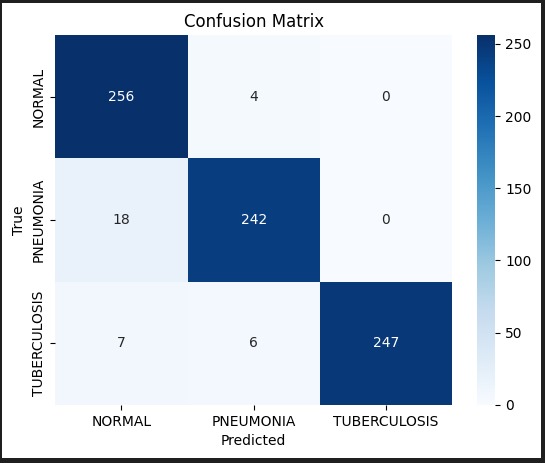 Confusion Matrix
True
NORMAL
256
4
0
PNEUMONIA
18
242
0
TUBERCULOSIS
7
6
247
NORMAL
PNEUMONIA
TUBERCULOSIS
Predicted
250
200
150
100
50
0